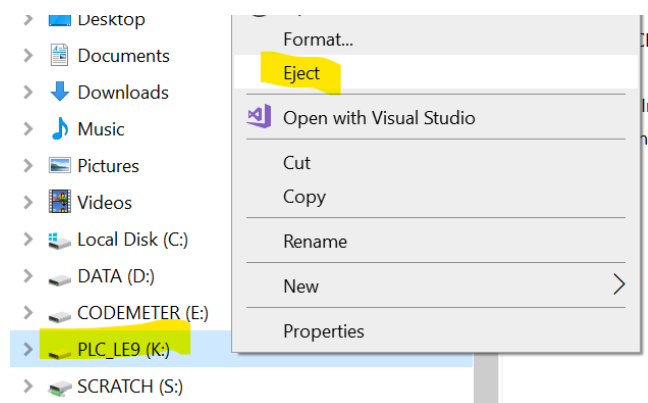 Desktop
Documents
Downloads
Music
Pictures
Videos
Local Disk (C:)
DATA (D:)
CODEMETER (E:)
PLC_LE9 (K:)
SCRATCH (S:)
Format...
Eject
Open with Visual Studio
Cut
Copy
Rename
New
Properties